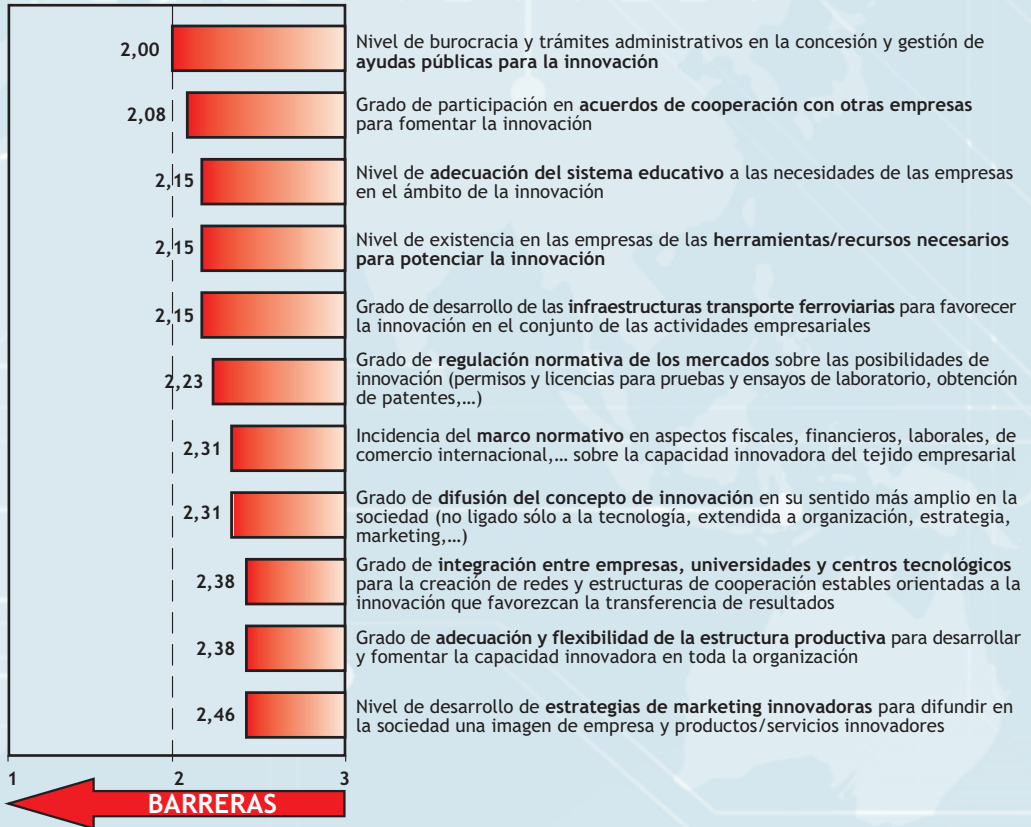 2,00
Nivel de burocracia y trámites administrativos en la concesión y gestión de
ayudas públicas para la innovación
2,08
Grado de participación en acuerdos de cooperación con otras empresas
para fomentar la innovación
2,15
Nivel de adecuación del sistema educativo a las necesidades de las empresas
en el ámbito de la innovación
2,15
Nivel de existencia en las empresas de las herramientas/recursos necesarios
para potenciar la innovación
2,15
Grado de desarrollo de las infraestructuras transporte ferroviarias para favorecer
la innovación en el conjunto de las actividades empresariales
2,23
Grado de regulación normativa de los mercados sobre las posibilidades de
innovación (permisos y licencias para pruebas y ensayos de laboratorio, obtención
de patentes,...)
2,31
Incidencia del marco normativo en aspectos fiscales, financieros, laborales, de
comercio internacional,... sobre la capacidad innovadora del tejido empresarial
2,31
Grado de difusión del concepto de innovación en su sentido más amplio en la
sociedad (no ligado sólo a la tecnología, extendida a organización, estrategia,
marketing,...)
2,38
Grado de integración entre empresas, universidades y centros tecnológicos
para la creación de redes y estructuras de cooperación estables orientadas a la
innovación que favorezcan la transferencia de resultados
2,38
Grado de adecuación y flexibilidad de la estructura productiva para desarrollar
y fomentar la capacidad innovadora en toda la organización
2,46
Nivel de desarrollo de estrategias de marketing innovadoras para difundir en
la sociedad una imagen de empresa y productos/servicios innovadores
1 2 3
BARRERAS